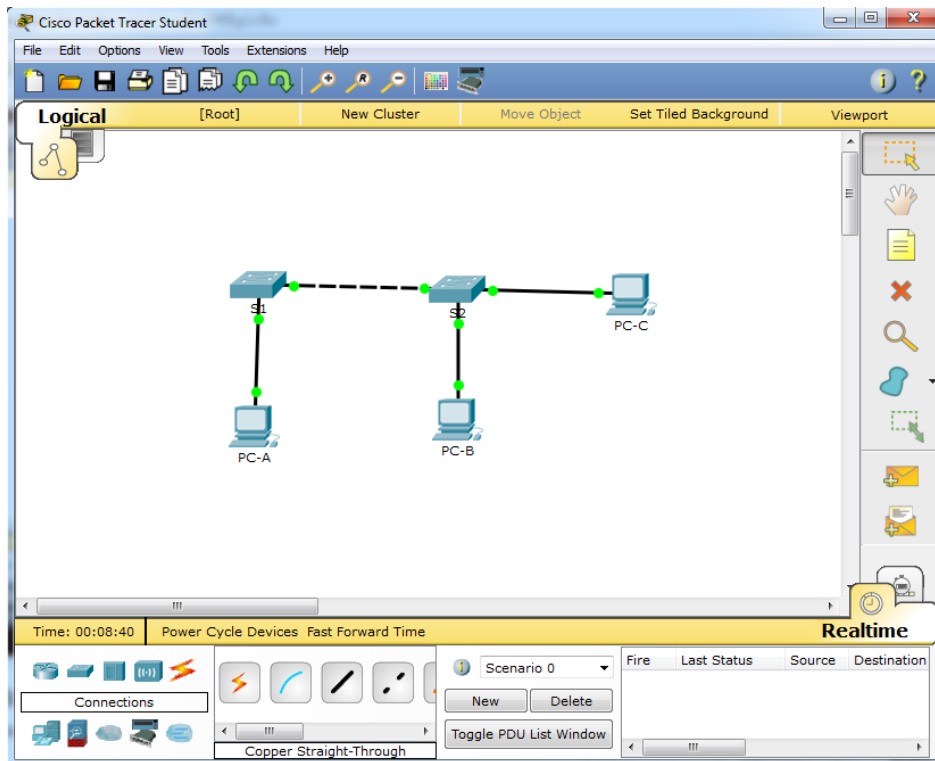 Cisco Packet Tracer Student
File Edit Options View Tools Extensions Help
Logical [Root] New Cluster Move Object Set Tiled Background Viewport
S1
S2
PC-C
PC-A
PC-B
Time: 00:08:40 Power Cycle Devices Fast Forward Time
Realtime
Connections
Copper Straight-Through
Scenario 0
New Delete
Toggle PDU List Window
Fire Last Status Source Destination